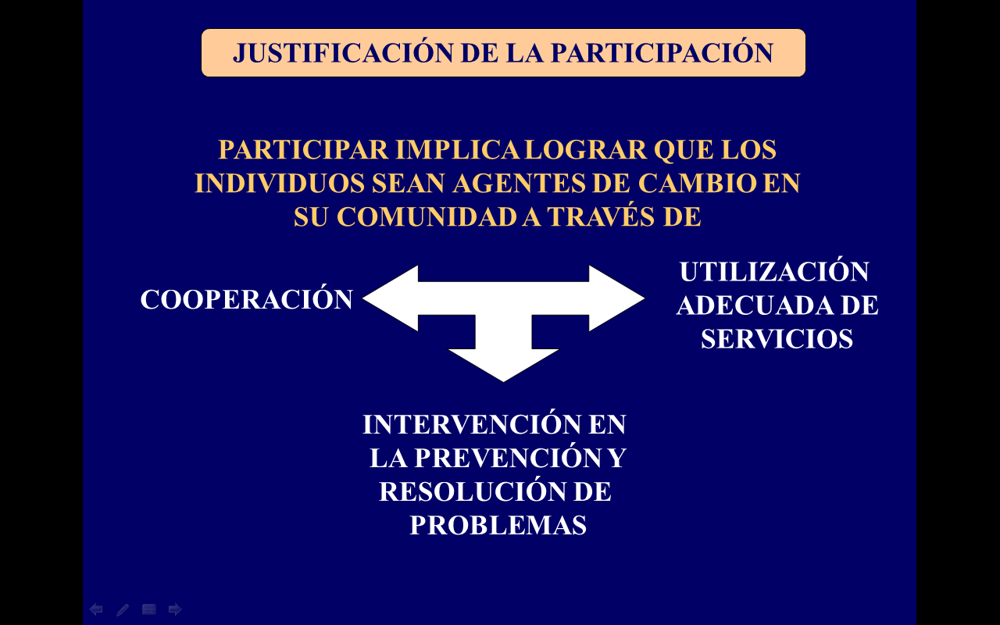 JUSTIFICACIÓN DE LA PARTICIPACIÓN
PARTICIPAR IMPLICA LOGRAR QUE LOS
INDIVIDUOS SEAN AGENTES DE CAMBIO EN
SU COMUNIDAD A TRAVÉS DE
COOPERACIÓN
UTILIZACIÓN
ADECUADA DE
SERVICIOS
INTERVENCIÓN EN
LA PREVENCIÓN Y
RESOLUCIÓN DE
PROBLEMAS